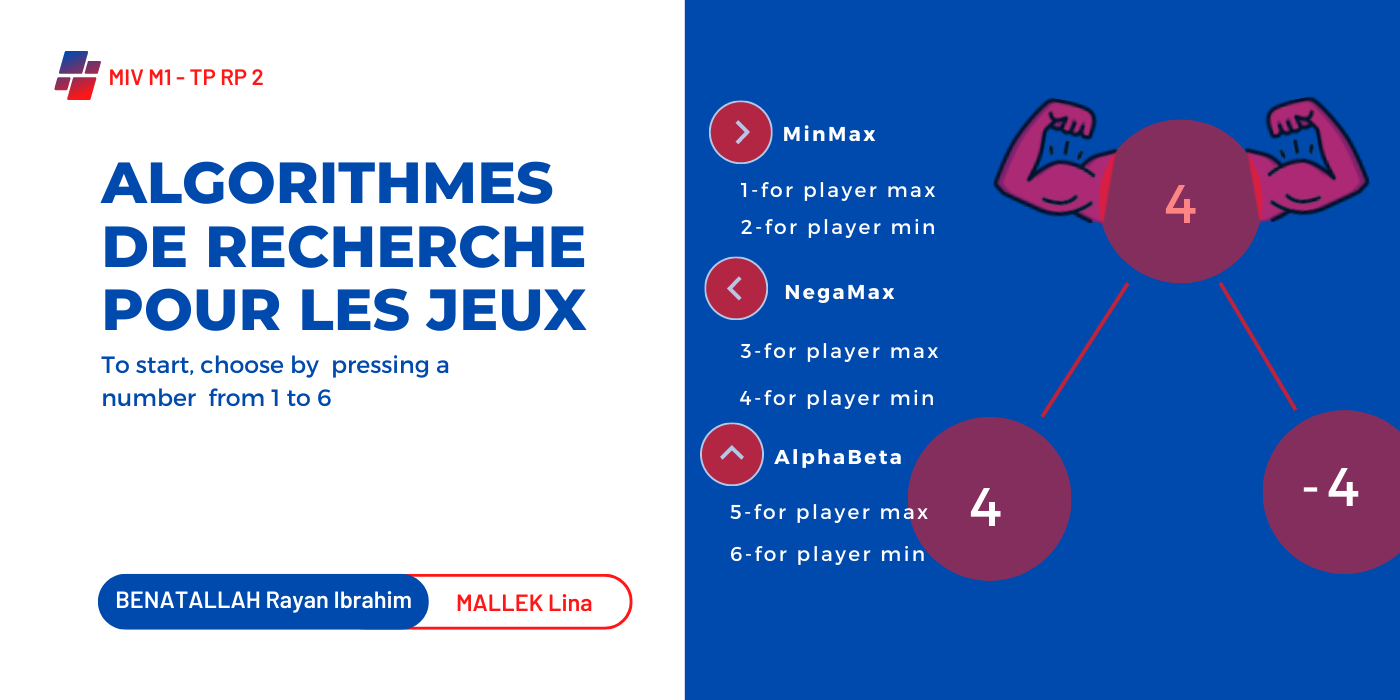 MIV M1 - TP RP 2
ALGORITHMES
DE RECHERCHE
POUR LES JEUX
To start, choose by pressing a
number from 1 to 6
BENATALLAH Rayan Ibrahim
MALLEK Lina
MinMax
1-for player max
2-for player min
NegaMax
3-for player max
4-for player min
AlphaBeta
5-for player max
6-for player min
4
4
-4